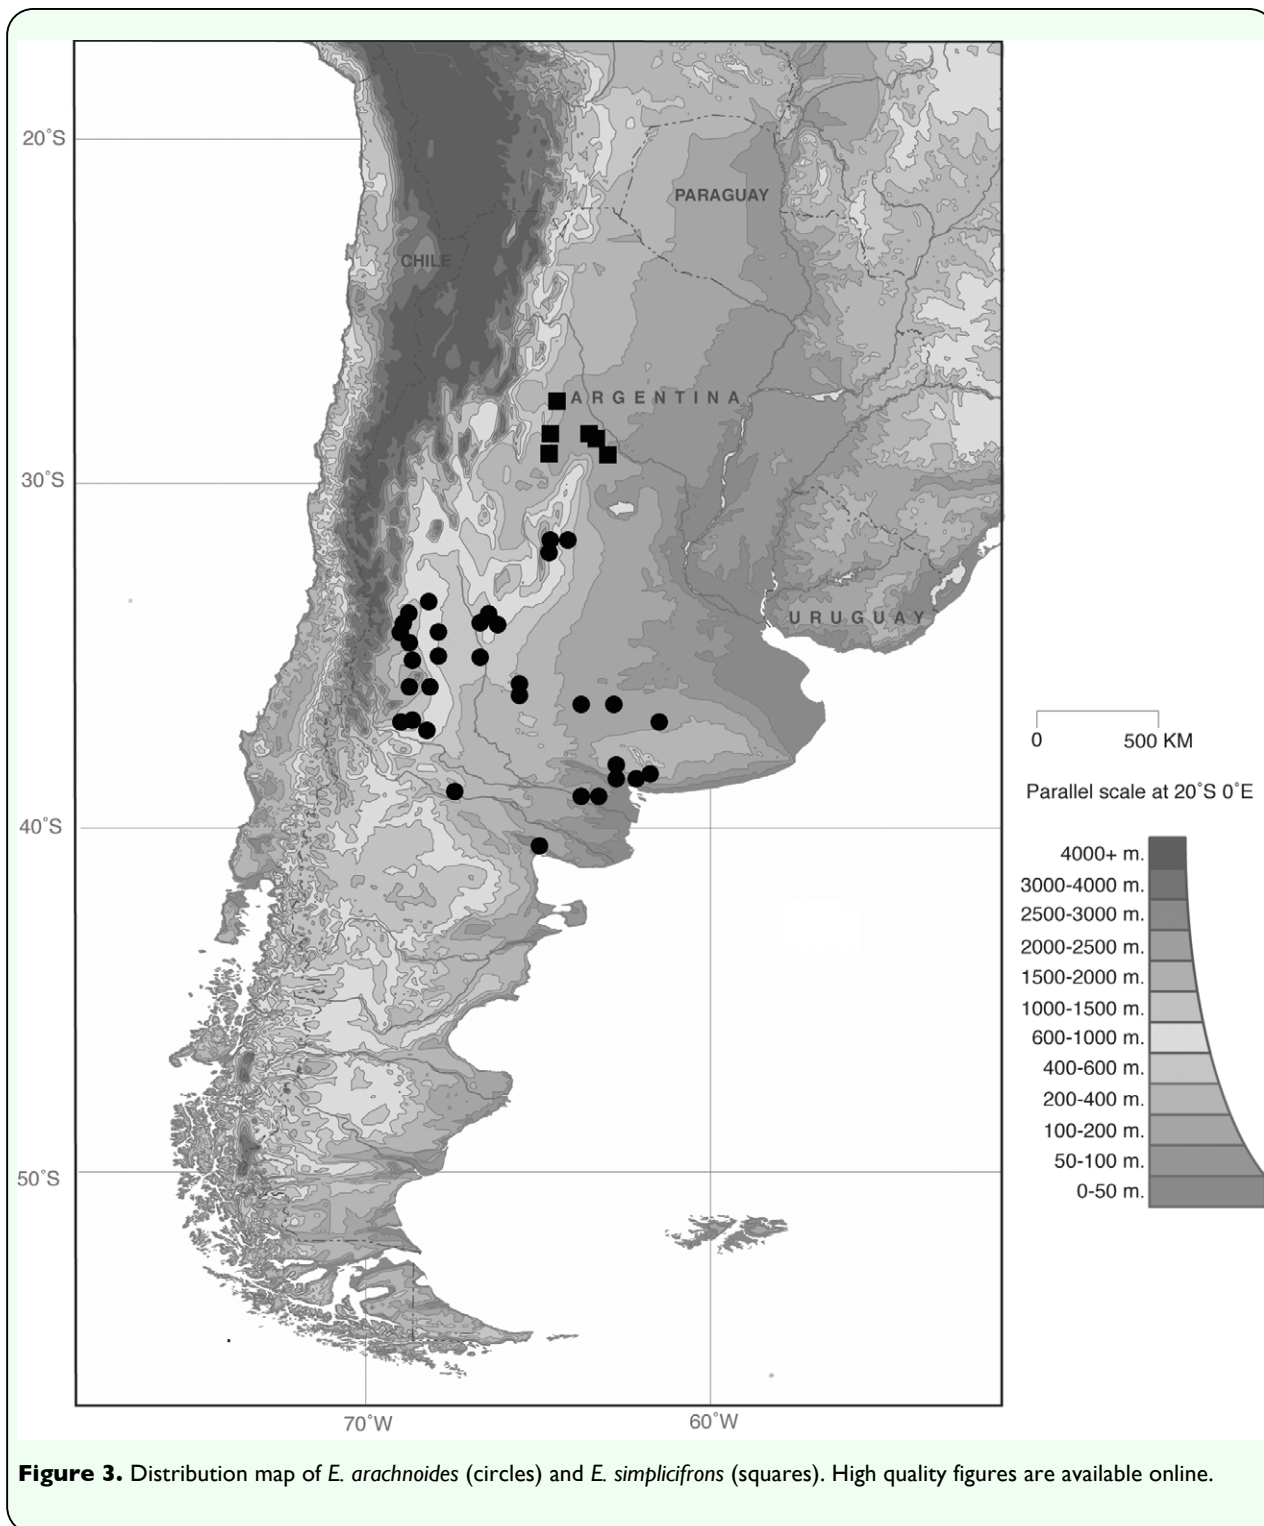 20°S
PARAGUAY
CHILE
ARGENTINA
30°S
URUGUAY
0 500 KM
Parallel scale at 20°S 0°E
40°S
4000+ m.
3000-4000 m.
2500-3000 m.
2000-2500 m.
1500-2000 m.
1000-1500 m.
600-1000 m.
400-600 m.
200-400 m.
100-200 m.
50-100 m.
0-50 m.
50°S
70°W 60°W
Figure 3. Distribution map of E. arachnoides (circles) and E. simplicifrons (squares). High quality figures are available online.